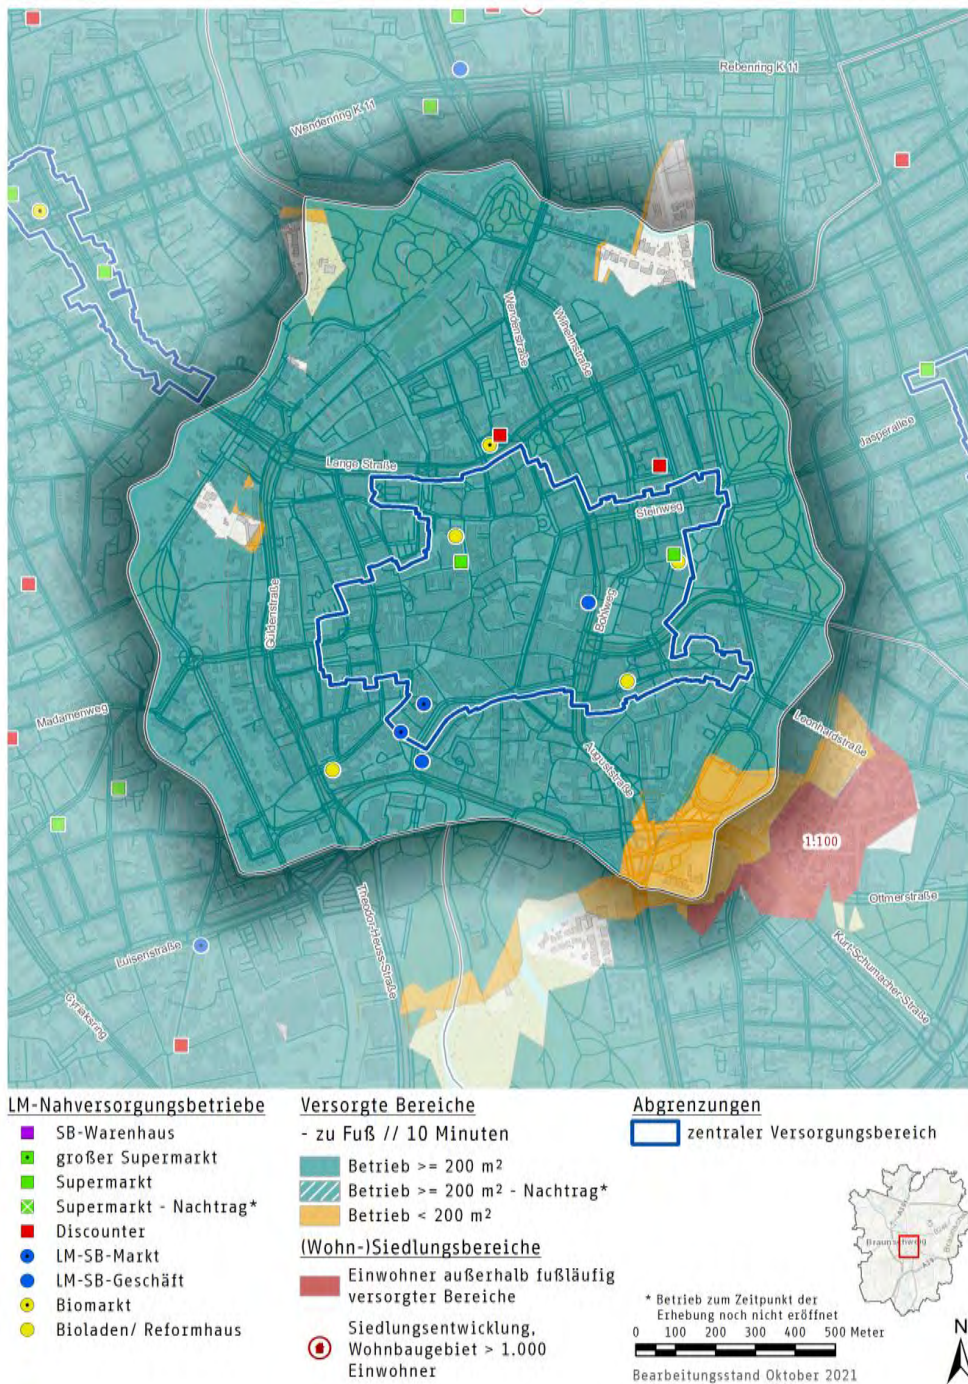 Rebenring K 11
Wendenring K 11
Wendenstraße
Wilhelmstraße
Jasperallee
Lange Straße
Steinweg
Güldenstraße
Bohlweg
Madamenweg
Leonhardstraße
Auguststraße
1.100
Ottmerstraße
Theodor-Heuss-Straße
Kurt-Schumacher-Straße
Luisenstraße
Cyriaksring
LM-Nahversorgungsbetriebe
SB-Warenhaus
großer Supermarkt
Supermarkt
Supermarkt - Nachtrag*
Discounter
LM-SB-Markt
LM-SB-Geschäft
Biomarkt
Bioladen/ Reformhaus
Versorgte Bereiche
- zu Fuß // 10 Minuten
Betrieb >= 200 m²
Betrieb >= 200 m² - Nachtrag*
Betrieb < 200 m²
(Wohn-)Siedlungsbereiche
Einwohner außerhalb fußläufig
versorgter Bereiche
Siedlungsentwicklung,
Wohnbaugebiet > 1.000
Einwohner
Abgrenzungen
zentraler Versorgungsbereich
Braunschweig
* Betrieb zum Zeitpunkt der
Erhebung noch nicht eröffnet
0 100 200 300 400 500 Meter
N
Bearbeitungsstand Oktober 2021